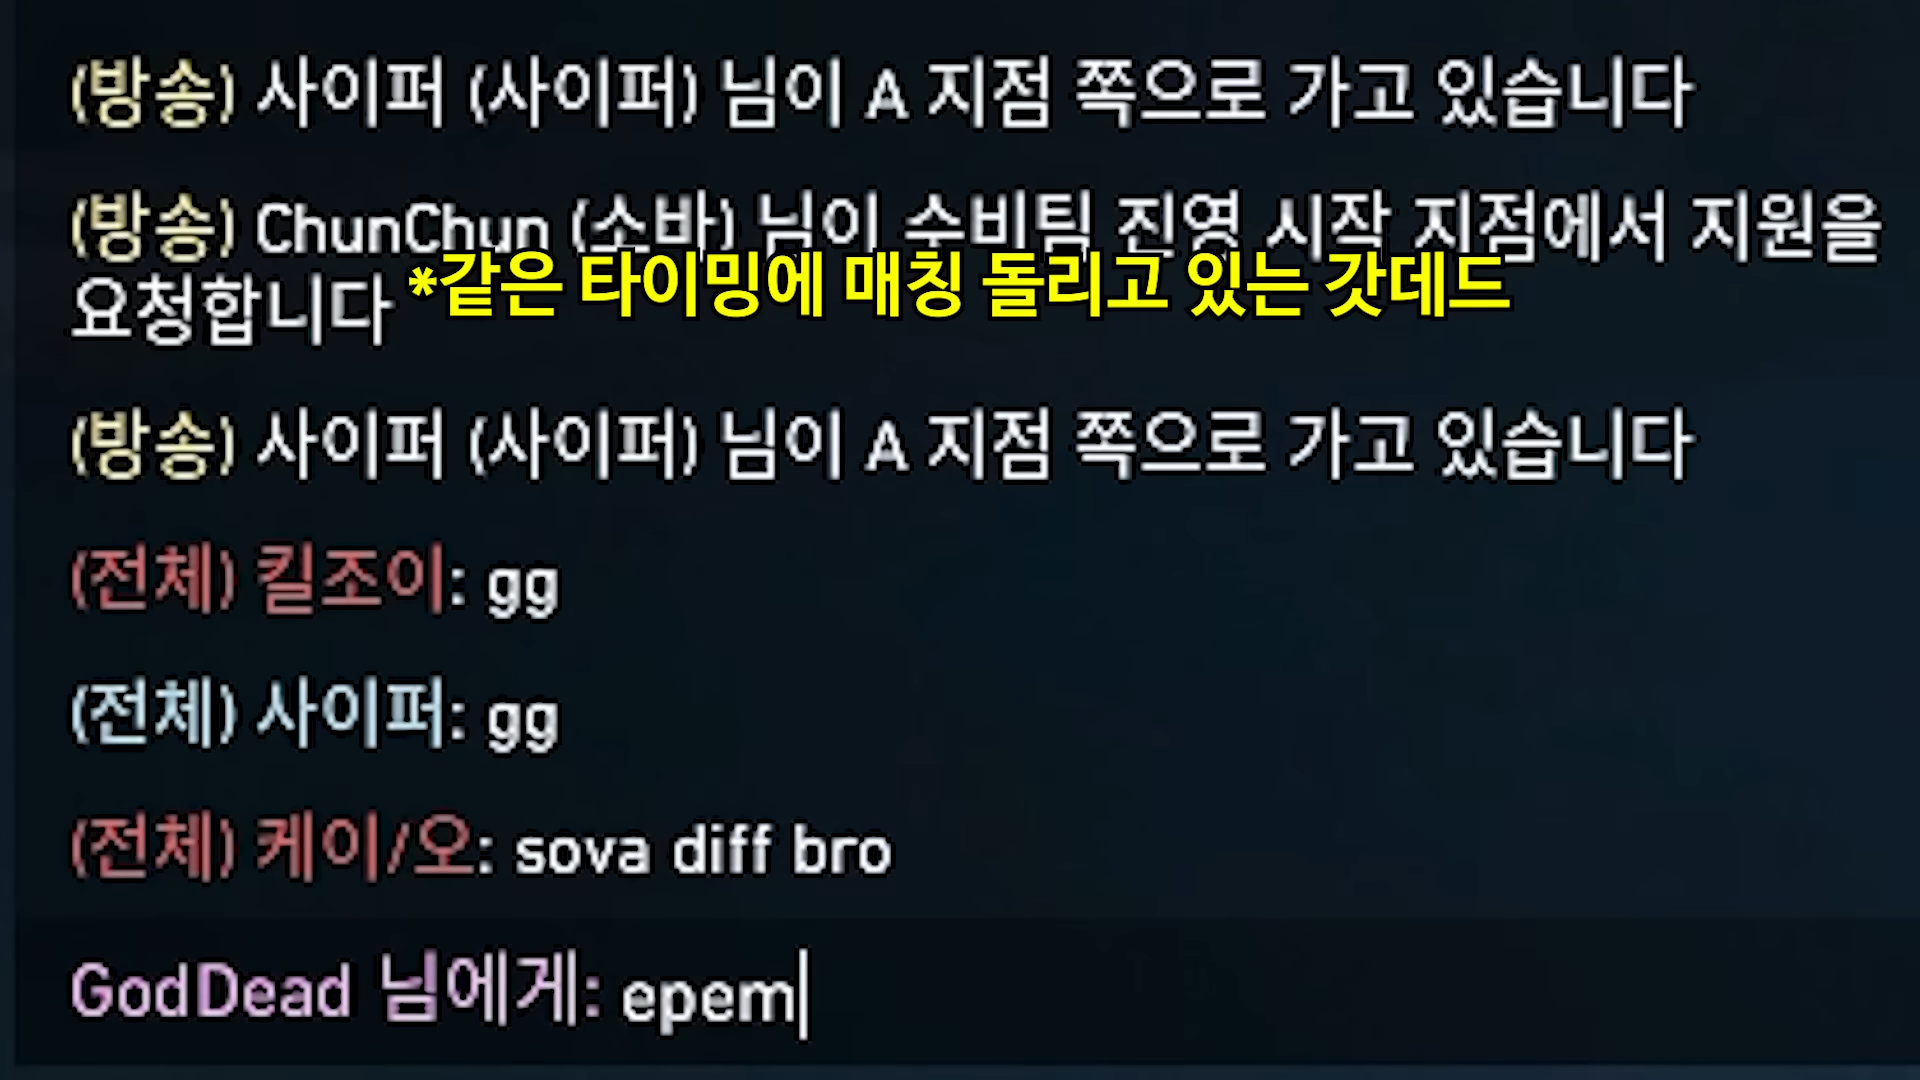 (방송) 사이퍼 (사이퍼) 님이 A 지점 쪽으로 가고 있습니다
(방송) ChunChun (소바) 님이 수비팀 진영 시작 지점에서 지원을
요청합니다
*같은 타이밍에 매칭 돌리고 있는 갓데드
(방송) 사이퍼 (사이퍼) 님이 A 지점 쪽으로 가고 있습니다
(전체) 킬조이: gg
(전체) 사이퍼: gg
(전체) 케이/오: sova diff bro
GodDead 님에게: epem